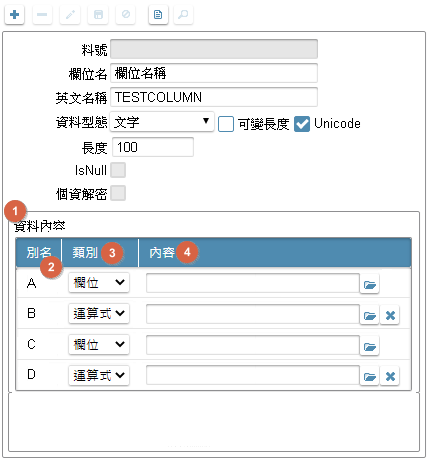 料號
欄位名 欄位名稱
英文名稱 TESTCOLUMN
資料型態 文字 可變長度 Unicode
長度 100
IsNull
個資解密
1
資料內容
別名 2 類別 3 內容 4
A 欄位
B 運算式
C 欄位
D 運算式